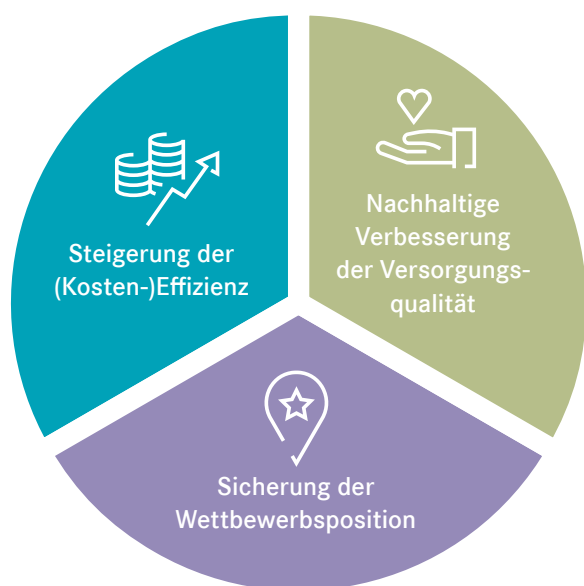 Steigerung der
(Kosten-)Effizienz
Nachhaltige
Verbesserung
der Versorgungs-
qualität
Sicherung der
Wettbewerbsposition